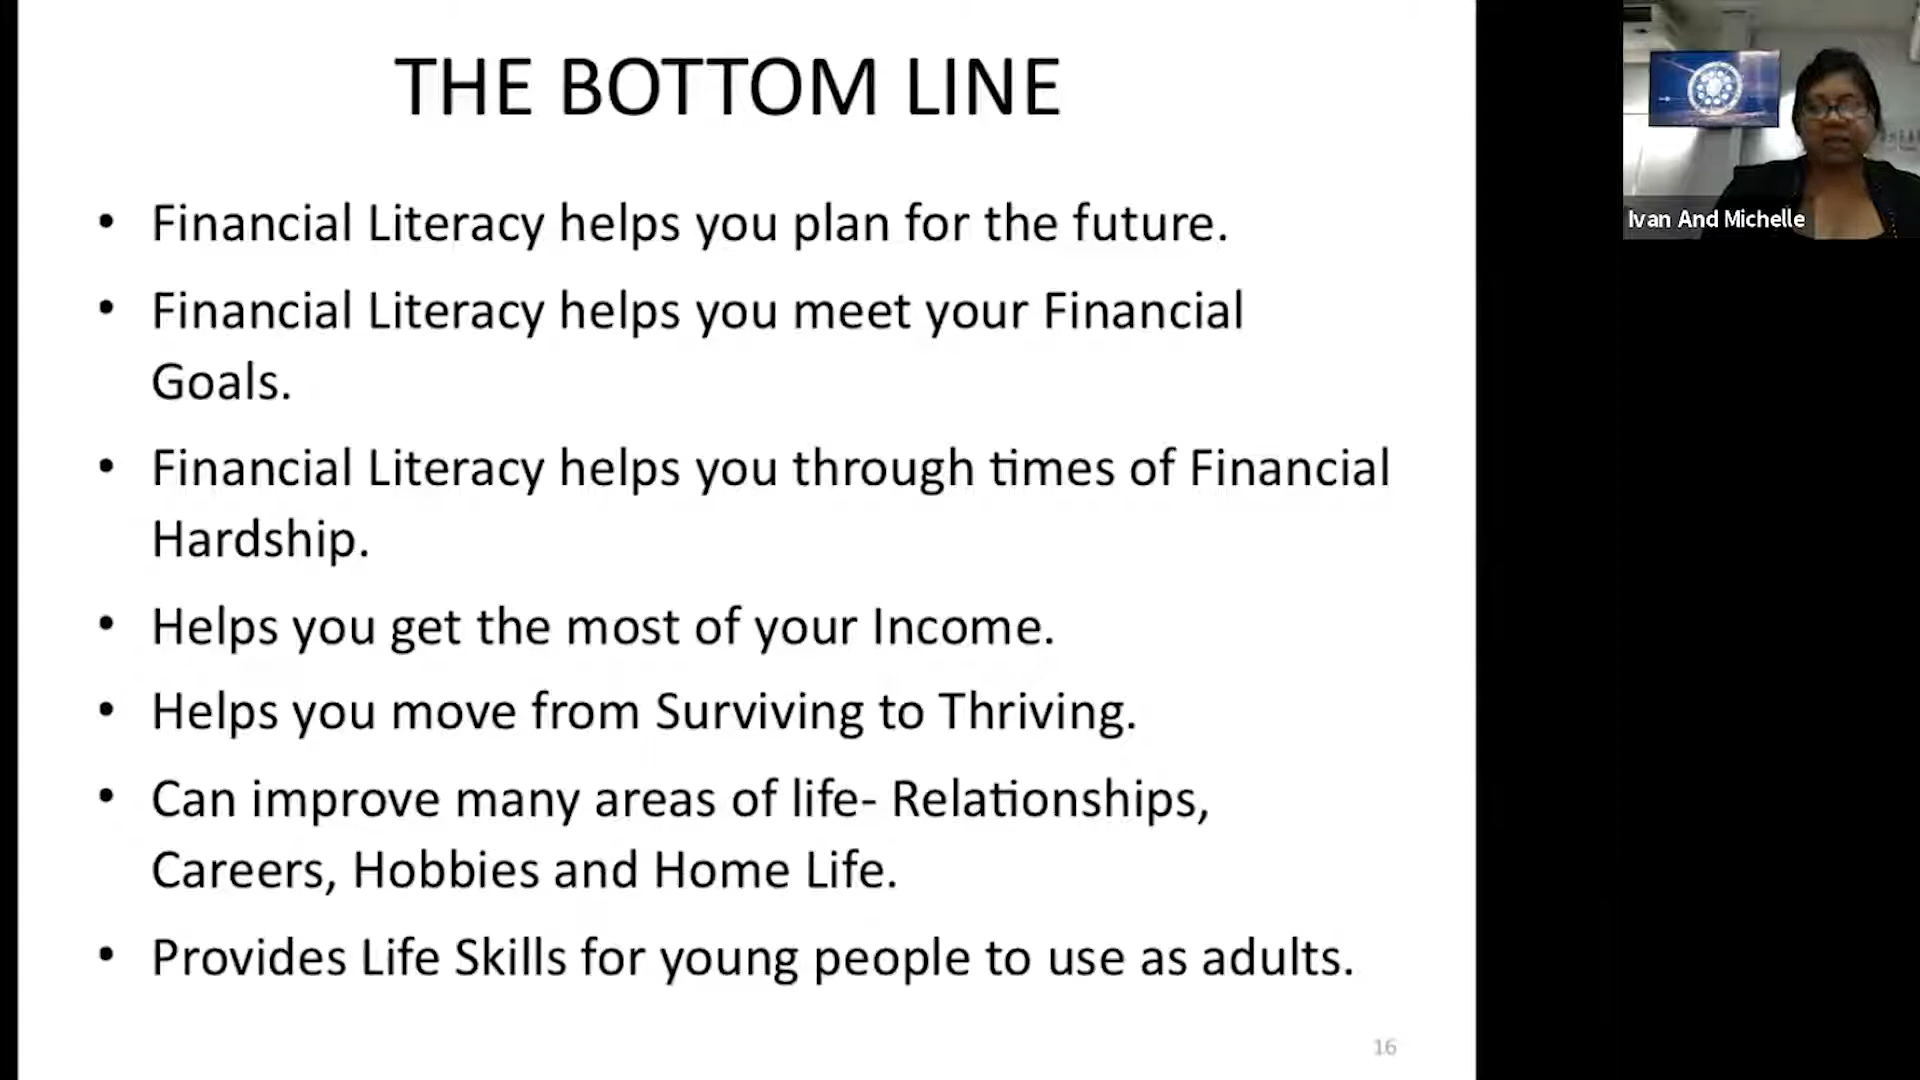 THE BOTTOM LINE
• Financial Literacy helps you plan for the future.
• Financial Literacy helps you meet your Financial
Goals.
• Financial Literacy helps you through times of Financial
Hardship.
• Helps you get the most of your Income.
• Helps you move from Surviving to Thriving.
• Can improve many areas of life- Relationships,
Careers, Hobbies and Home Life.
• Provides Life Skills for young people to use as adults.
16
Ivan And Michelle